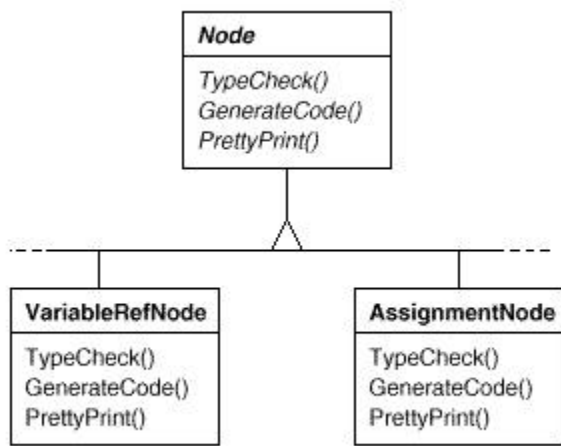 Node
TypeCheck()
GenerateCode()
PrettyPrint()
VariableRefNode
TypeCheck()
GenerateCode()
PrettyPrint()
AssignmentNode
TypeCheck()
GenerateCode()
PrettyPrint()